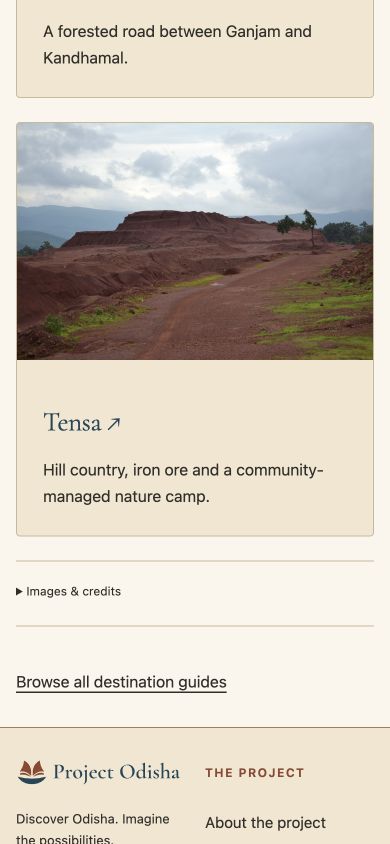 A forested road between Ganjam and
Kandhamal.
Tensa ↗
Hill country, iron ore and a community-
managed nature camp.
▶ Images & credits
Browse all destination guides
Project Odisha
THE PROJECT
Discover Odisha. Imagine
the possibilities.
About the project